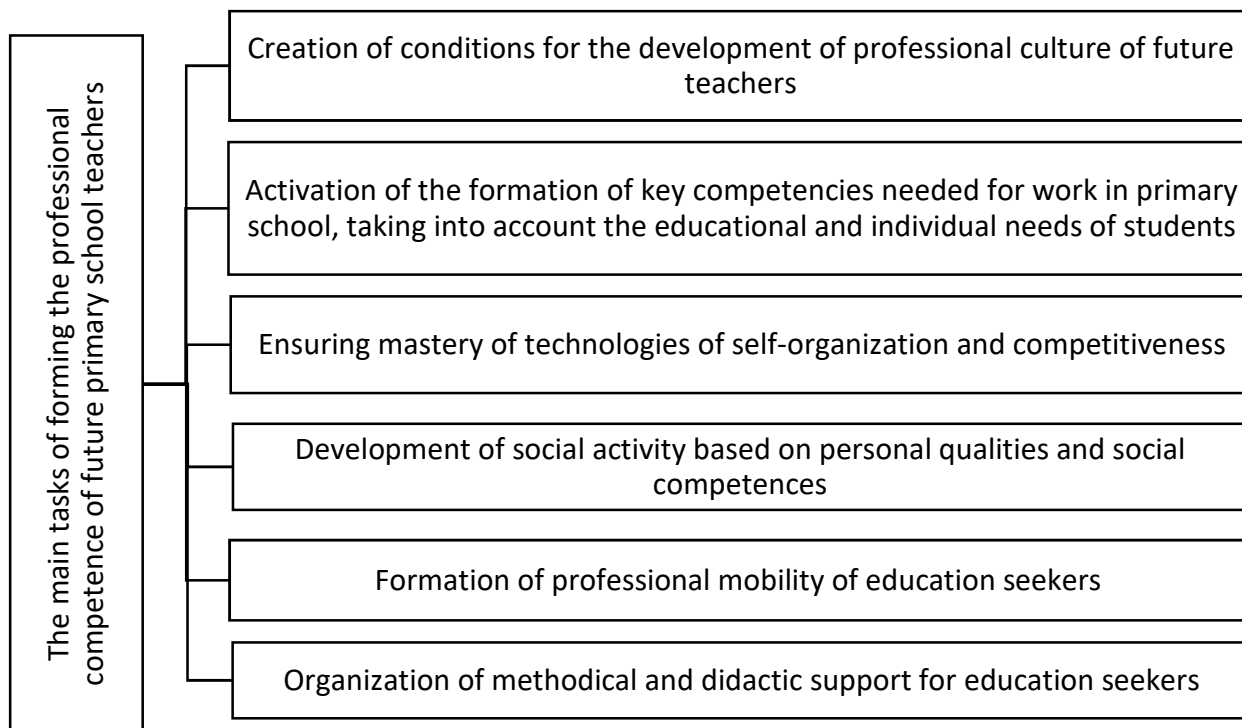 The main tasks of forming the professional
competence of future primary school teachers
Creation of conditions for the development of professional culture of future
teachers
Activation of the formation of key competencies needed for work in primary
school, taking into account the educational and individual needs of students
Ensuring mastery of technologies of self-organization and competitiveness
Development of social activity based on personal qualities and social
competences
Formation of professional mobility of education seekers
Organization of methodical and didactic support for education seekers